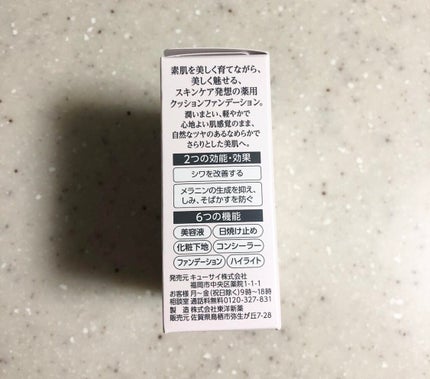 素肌を美しく育てながら、
美しく魅せる、
スキンケア発想の薬用
クッションファンデーション。
潤いまとい、軽やかで
心地よい肌感覚のまま、
自然なツヤのあるなめらかで
さらりとした美肌へ。
2つの効能・効果
シワを改善する
メラニンの生成を抑え、
しみ、そばかすを防ぐ
6つの機能
美容液 日焼け止め
化粧下地 コンシーラー
ファンデーション ハイライト
発売元 キューサイ株式会社
福岡市中央区薬院1-1-1
お客様 月〜金(祝日除く)9時〜18時
相談室 通話料無料0120-327-831
製 造 株式会社東洋新薬
販売元 佐賀県鳥栖市弥生が丘7-28